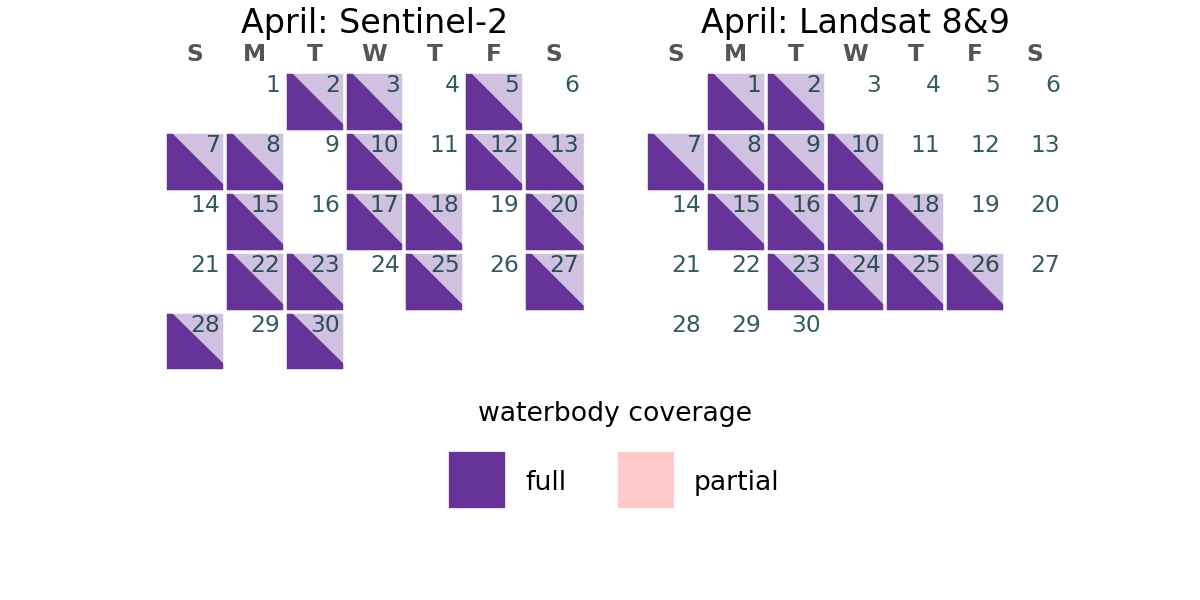 April: Sentinel-2
S M T W T F S
1 2 3 4 5 6
7 8 9 10 11 12 13
14 15 16 17 18 19 20
21 22 23 24 25 26 27
28 29 30
April: Landsat 8&9
S M T W T F S
1 2 3 4 5 6
7 8 9 10 11 12 13
14 15 16 17 18 19 20
21 22 23 24 25 26 27
28 29 30
waterbody coverage
full partial